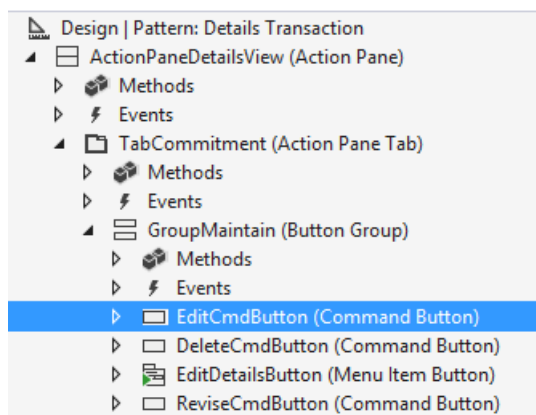 Design | Pattern: Details Transaction
ActionPaneDetailsView (Action Pane)
Methods
Events
TabCommitment (Action Pane Tab)
Methods
Events
GroupMaintain (Button Group)
Methods
Events
EditCmdButton (Command Button)
DeleteCmdButton (Command Button)
EditDetailsButton (Menu Item Button)
ReviseCmdButton (Command Button)